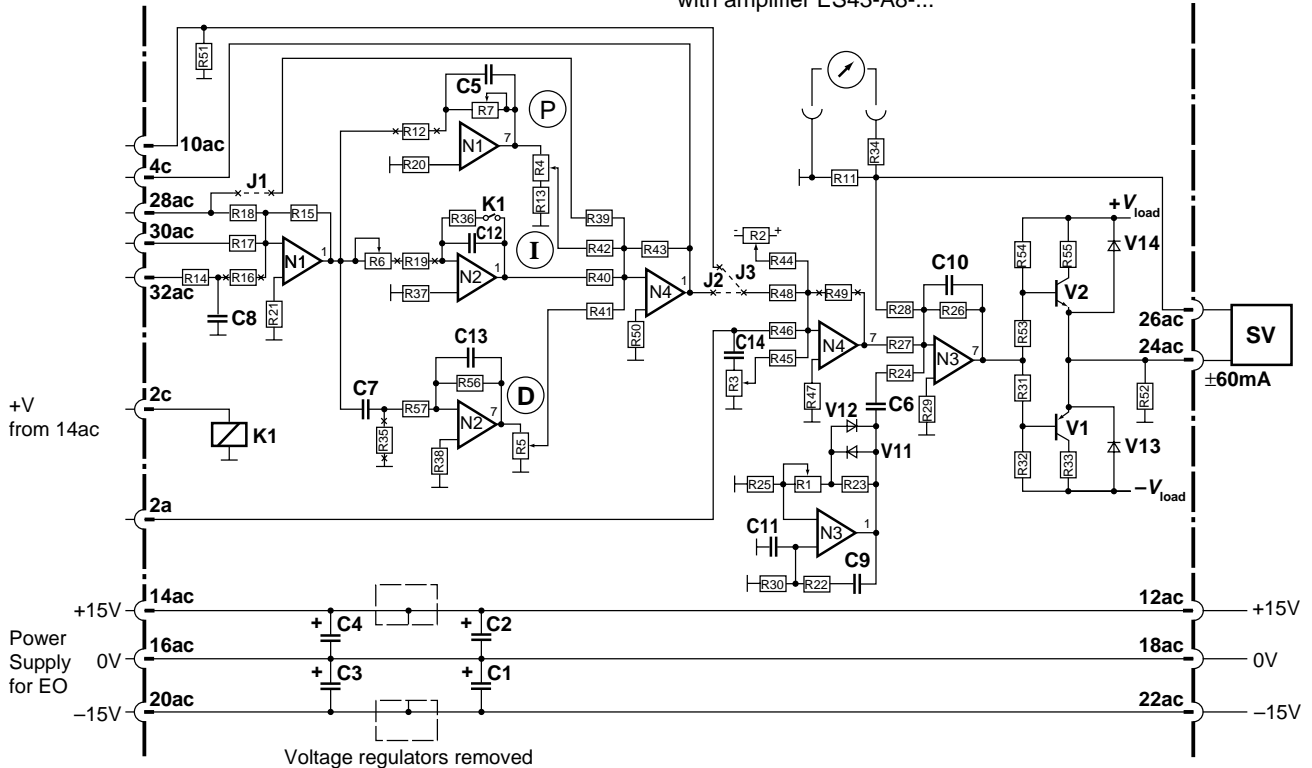 with amplifier ES43-A8-...
R51
C5
R7
P
10ac
R12
N1
7
R34
4c
R20
R4
R11
J1
R13
28ac
R18
R15
R36
K1
R39
+V load
30ac
R17
C12
I
R42
R43
- R2 +
R54
R55
V14
N1
1
R6
R19
N2
1
R40
R44
C10
V2
32ac
R14
R16
R37
R41
N4
1
J2
J3
R48
R49
R28
R26
R53
26ac
SV
C8
R21
R50
R46
N4
7
R27
N3
7
24ac
C13
C14
R45
R24
R31
±60mA
R56
D
R3
R47
C6
R29
R52
+V
from 14ac
2c
K1
C7
R57
N2
7
V12
V1
R35
R38
R5
V11
R32
R33
V13
R25
R1
R23
–V load
2a
C11
N3
1
C9
R30
R22
+15V
14ac
12ac
+15V
Power
Supply
for EO
+ C4
+ C2
0V
16ac
18ac
0V
+ C3
+ C1
–15V
20ac
22ac
–15V
Voltage regulators removed